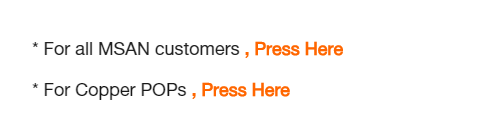 * For all MSAN customers , Press Here
* For Copper POPs , Press Here